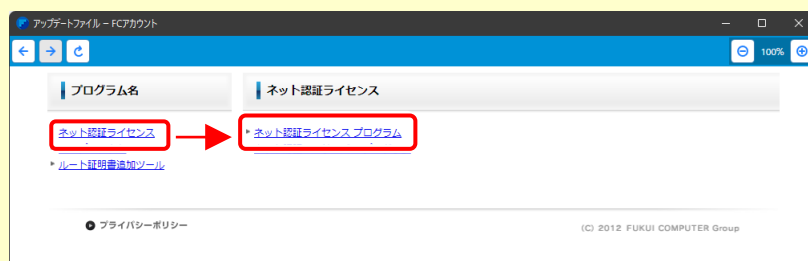 アップデートファイル – FCアカウント
100%
プログラム名
ネット認証ライセンス
ネット認証ライセンス
ネット認証ライセンス プログラム
ルート証明書追加ツール
プライバシーポリシー
(C) 2012 FUKUI COMPUTER Group